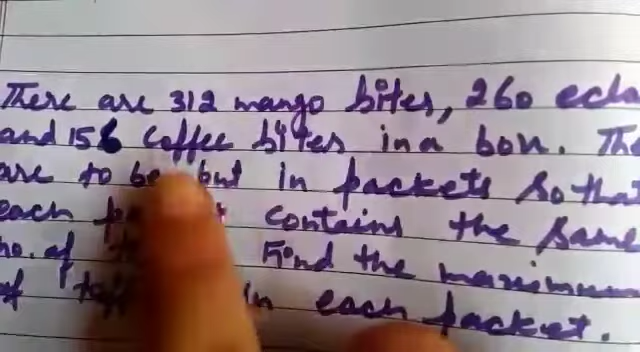 There are 312 mango bites, 260 ecla
and 156 coffee bites in a box. The
are to be put in packets so that
each contains the same
no. of Find the maximum
of in each packet.